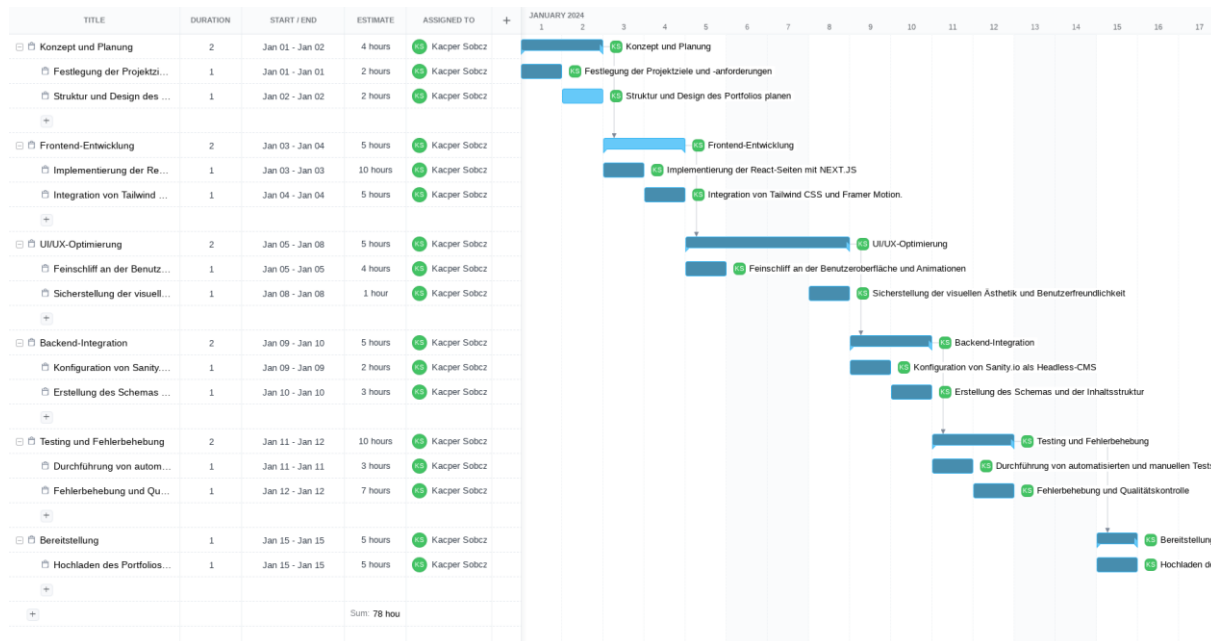 TITLE DURATION START / END ESTIMATE ASSIGNED TO +
JANUARY 2024
1 2 3 4 5 6 7 8 9 10 11 12 13 14 15 16 17
Konzept und Planung 2 Jan 01 - Jan 02 4 hours KS Kacper Sobcz KS Konzept und Planung
Festlegung der Projektzi... 1 Jan 01 - Jan 01 2 hours KS Kacper Sobcz KS Festlegung der Projektziele und -anforderungen
Struktur und Design des ... 1 Jan 02 - Jan 02 2 hours KS Kacper Sobcz KS Struktur und Design des Portfolios planen
+
Frontend-Entwicklung 2 Jan 03 - Jan 04 5 hours KS Kacper Sobcz KS Frontend-Entwicklung
Implementierung der Re... 1 Jan 03 - Jan 03 10 hours KS Kacper Sobcz KS Implementierung der React-Seiten mit NEXT.JS
Integration von Tailwind ... 1 Jan 04 - Jan 04 5 hours KS Kacper Sobcz KS Integration von Tailwind CSS und Framer Motion.
+
UI/UX-Optimierung 2 Jan 05 - Jan 08 5 hours KS Kacper Sobcz KS UI/UX-Optimierung
Feinschliff an der Benutz... 1 Jan 05 - Jan 05 4 hours KS Kacper Sobcz KS Feinschliff an der Benutzeroberfläche und Animationen
Sicherstellung der visuell... 1 Jan 08 - Jan 08 1 hour KS Kacper Sobcz KS Sicherstellung der visuellen Ästhetik und Benutzerfreundlichkeit
+
Backend-Integration 2 Jan 09 - Jan 10 5 hours KS Kacper Sobcz KS Backend-Integration
Konfiguration von Sanity.... 1 Jan 09 - Jan 09 2 hours KS Kacper Sobcz KS Konfiguration von Sanity.io als Headless-CMS
Erstellung des Schemas ... 1 Jan 10 - Jan 10 3 hours KS Kacper Sobcz KS Erstellung des Schemas und der Inhaltsstruktur
+
Testing und Fehlerbehebung 2 Jan 11 - Jan 12 10 hours KS Kacper Sobcz KS Testing und Fehlerbehebung
Durchführung von autom... 1 Jan 11 - Jan 11 3 hours KS Kacper Sobcz KS Durchführung von automatisierten und manuellen Tests
Fehlerbehebung und Qu... 1 Jan 12 - Jan 12 7 hours KS Kacper Sobcz KS Fehlerbehebung und Qualitätskontrolle
+
Bereitstellung 1 Jan 15 - Jan 15 5 hours KS Kacper Sobcz KS Bereitstellung
Hochladen des Portfolios... 1 Jan 15 - Jan 15 5 hours KS Kacper Sobcz KS Hochladen
+
+ Sum: 78 hou